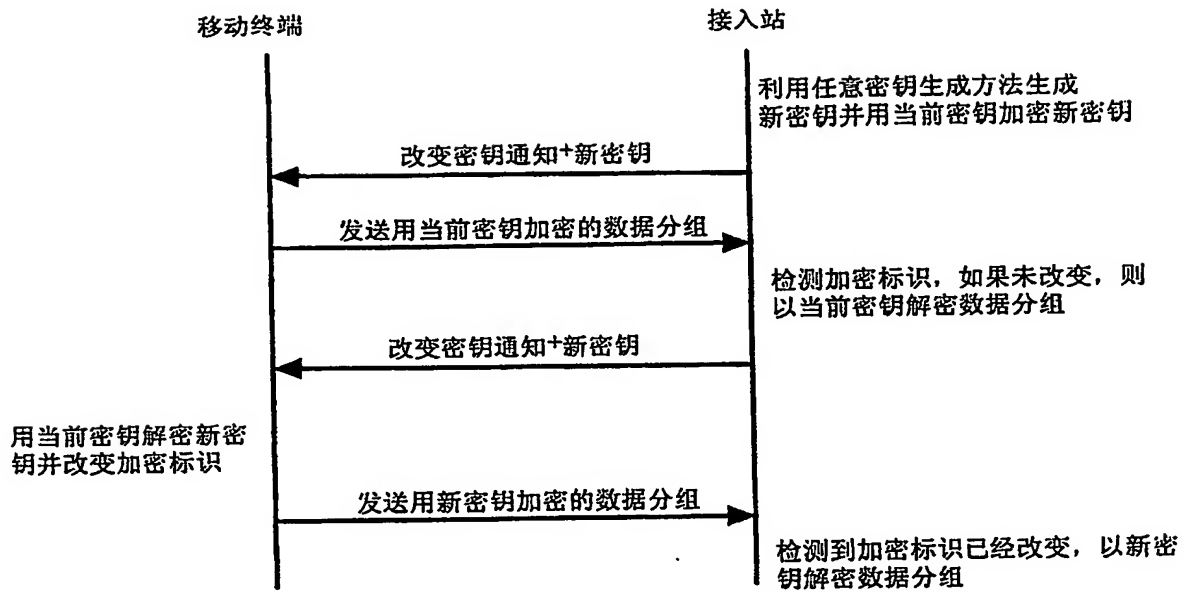 移动终端
接入站
利用任意密钥生成方法生成
新密钥并用当前密钥加密新密钥
改变密钥通知+新密钥
发送用当前密钥加密的数据分组
检测加密标识，如果未改变，则
以当前密钥解密数据分组
改变密钥通知+新密钥
用当前密钥解密新密
钥并改变加密标识
发送用新密钥加密的数据分组
检测到加密标识已经改变，以新密
钥解密数据分组